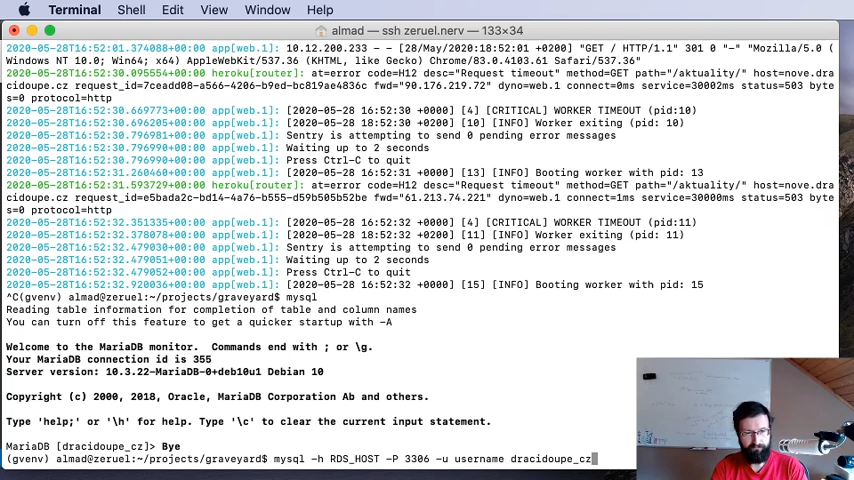 Terminal Shell Edit View Window Help
almad — ssh zeruel.nerv — 133×34
2020-05-28T16:52:01.374088+00:00 app[web.1]: 10.12.200.233 - - [28/May/2020:18:52:01 +0200] "GET / HTTP/1.1" 301 0 "-" "Mozilla/5.0 (
Windows NT 10.0; Win64; x64) AppleWebKit/537.36 (KHTML, like Gecko) Chrome/83.0.4103.61 Safari/537.36"
2020-05-28T16:52:30.095554+00:00 heroku[router]: at=error code=H12 desc="Request timeout" method=GET path="/aktuality/" host=nove.dra
cidoupe.cz request_id=7ceadd08-a566-4206-b9ed-bc819ae4836c fwd="90.176.219.72" dyno=web.1 connect=0ms service=30002ms status=503 byte
s=0 protocol=http
2020-05-28T16:52:30.669773+00:00 app[web.1]: [2020-05-28 16:52:30 +0000] [4] [CRITICAL] WORKER TIMEOUT (pid:10)
2020-05-28T16:52:30.696205+00:00 app[web.1]: [2020-05-28 18:52:30 +0200] [10] [INFO] Worker exiting (pid: 10)
2020-05-28T16:52:30.796981+00:00 app[web.1]: Sentry is attempting to send 0 pending error messages
2020-05-28T16:52:30.796990+00:00 app[web.1]: Waiting up to 2 seconds
2020-05-28T16:52:30.796990+00:00 app[web.1]: Press Ctrl-C to quit
2020-05-28T16:52:31.260460+00:00 app[web.1]: [2020-05-28 16:52:31 +0000] [13] [INFO] Booting worker with pid: 13
2020-05-28T16:52:31.593729+00:00 heroku[router]: at=error code=H12 desc="Request timeout" method=GET path="/aktuality/" host=nove.dra
cidoupe.cz request_id=e5bada2c-bd14-4a76-b555-d59b505b52be fwd="61.213.74.221" dyno=web.1 connect=1ms service=30000ms status=503 byte
s=0 protocol=http
2020-05-28T16:52:32.351335+00:00 app[web.1]: [2020-05-28 16:52:32 +0000] [4] [CRITICAL] WORKER TIMEOUT (pid:11)
2020-05-28T16:52:32.378078+00:00 app[web.1]: [2020-05-28 18:52:32 +0200] [11] [INFO] Worker exiting (pid: 11)
2020-05-28T16:52:32.479030+00:00 app[web.1]: Sentry is attempting to send 0 pending error messages
2020-05-28T16:52:32.479051+00:00 app[web.1]: Waiting up to 2 seconds
2020-05-28T16:52:32.479052+00:00 app[web.1]: Press Ctrl-C to quit
2020-05-28T16:52:32.920036+00:00 app[web.1]: [2020-05-28 16:52:32 +0000] [15] [INFO] Booting worker with pid: 15
^C(gvenv) almad@zeruel:~/projects/graveyard$ mysql
Reading table information for completion of table and column names
You can turn off this feature to get a quicker startup with -A
Welcome to the MariaDB monitor. Commands end with ; or \g.
Your MariaDB connection id is 355
Server version: 10.3.22-MariaDB-0+deb10u1 Debian 10
Copyright (c) 2000, 2018, Oracle, MariaDB Corporation Ab and others.
Type 'help;' or '\h' for help. Type '\c' to clear the current input statement.
MariaDB [dracidoupe_cz]> Bye
(gvenv) almad@zeruel:~/projects/graveyard$ mysql -h RDS_HOST -P 3306 -u username dracidoupe_cz